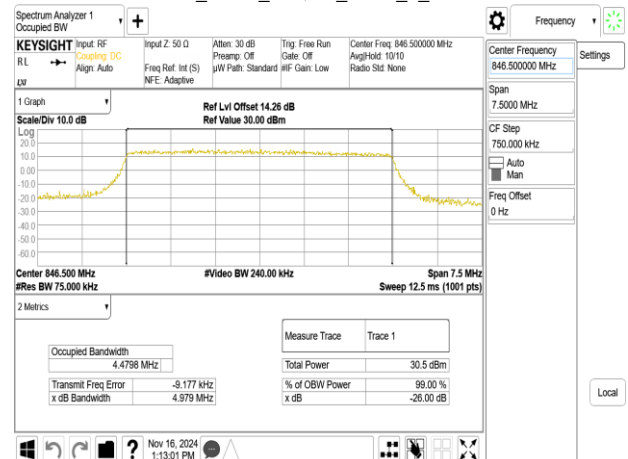 Spectrum Analyzer 1
Occupied BW
Frequency
KEYSIGHT
R L
Input: RF
Coupling: DC
Align: Auto
Input Z: 50 Ω
Freq Ref: Int (S)
NFE: Adaptive
Atten: 30 dB
Preamp: Off
µW Path: Standard
Trig: Free Run
Gate: Off
#IF Gain: Low
Center Freq: 846.500000 MHz
Avg|Hold: 10/10
Radio Std: None
Center Frequency
846.500000 MHz
Settings
Span
7.5000 MHz
CF Step
750.000 kHz
Auto
Man
Freq Offset
0 Hz
1 Graph
Scale/Div 10.0 dB
Ref Lvl Offset 14.26 dB
Ref Value 30.00 dBm
Log
20.0
10.0
0.00
-10.0
-20.0
-30.0
-40.0
-50.0
-60.0
Center 846.500 MHz
#Video BW 240.00 kHz
Span 7.5 MHz
#Res BW 75.000 kHz
Sweep 12.5 ms (1001 pts)
2 Metrics
Measure Trace
Trace 1
Occupied Bandwidth
4.4798 MHz
Total Power
30.5 dBm
Transmit Freq Error
-9.177 kHz
% of OBW Power
99.00 %
x dB Bandwidth
4.979 MHz
x dB
-26.00 dB
Local
?
Nov 16, 2024
1:13:01 PM